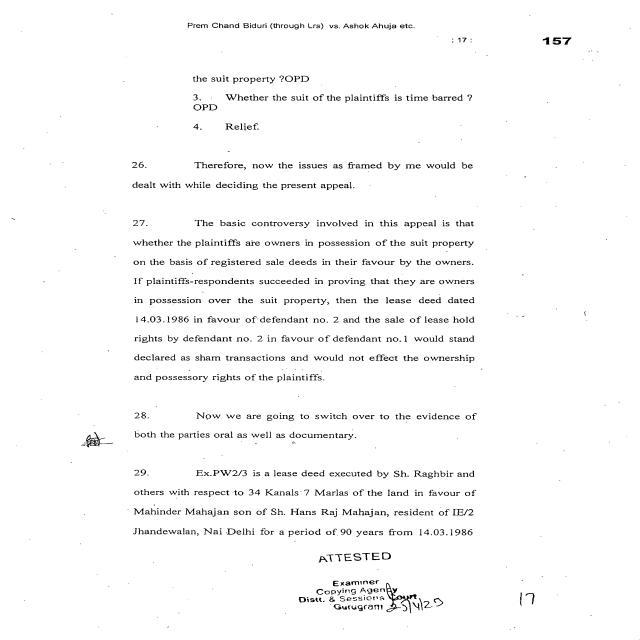 Prem Chand Biduri (through Lrs) vs. Ashok Ahuja etc.
: 17 :
157
the suit property ?OPD
3. Whether the suit of the plaintiffs is time barred ?
OPD
4. Relief.
26. Therefore, now the issues as framed by me would be
dealt with while deciding the present appeal.
27. The basic controversy involved in this appeal is that
whether the plaintiffs are owners in possession of the suit property
on the basis of registered sale deeds in their favour by the owners.
If plaintiffs-respondents succeeded in proving that they are owners
in possession over the suit property, then the lease deed dated
14.03.1986 in favour of defendant no. 2 and the sale of lease hold
rights by defendant no. 2 in favour of defendant no.1 would stand
declared as sham transactions and would not effect the ownership
and possessory rights of the plaintiffs.
28. Now we are going to switch over to the evidence of
both the parties oral as well as documentary.
29. Ex.PW2/3 is a lease deed executed by Sh. Raghbir and
others with respect to 34 Kanals 7 Marlas of the land in favour of
Mahinder Mahajan son of Sh. Hans Raj Mahajan, resident of IE/2
Jhandewalan, Nai Delhi for a period of 90 years from 14.03.1986
ATTESTED
Examiner
Copying Agency
Distt. & Sessions Court
Gurugram 25/4/25
17